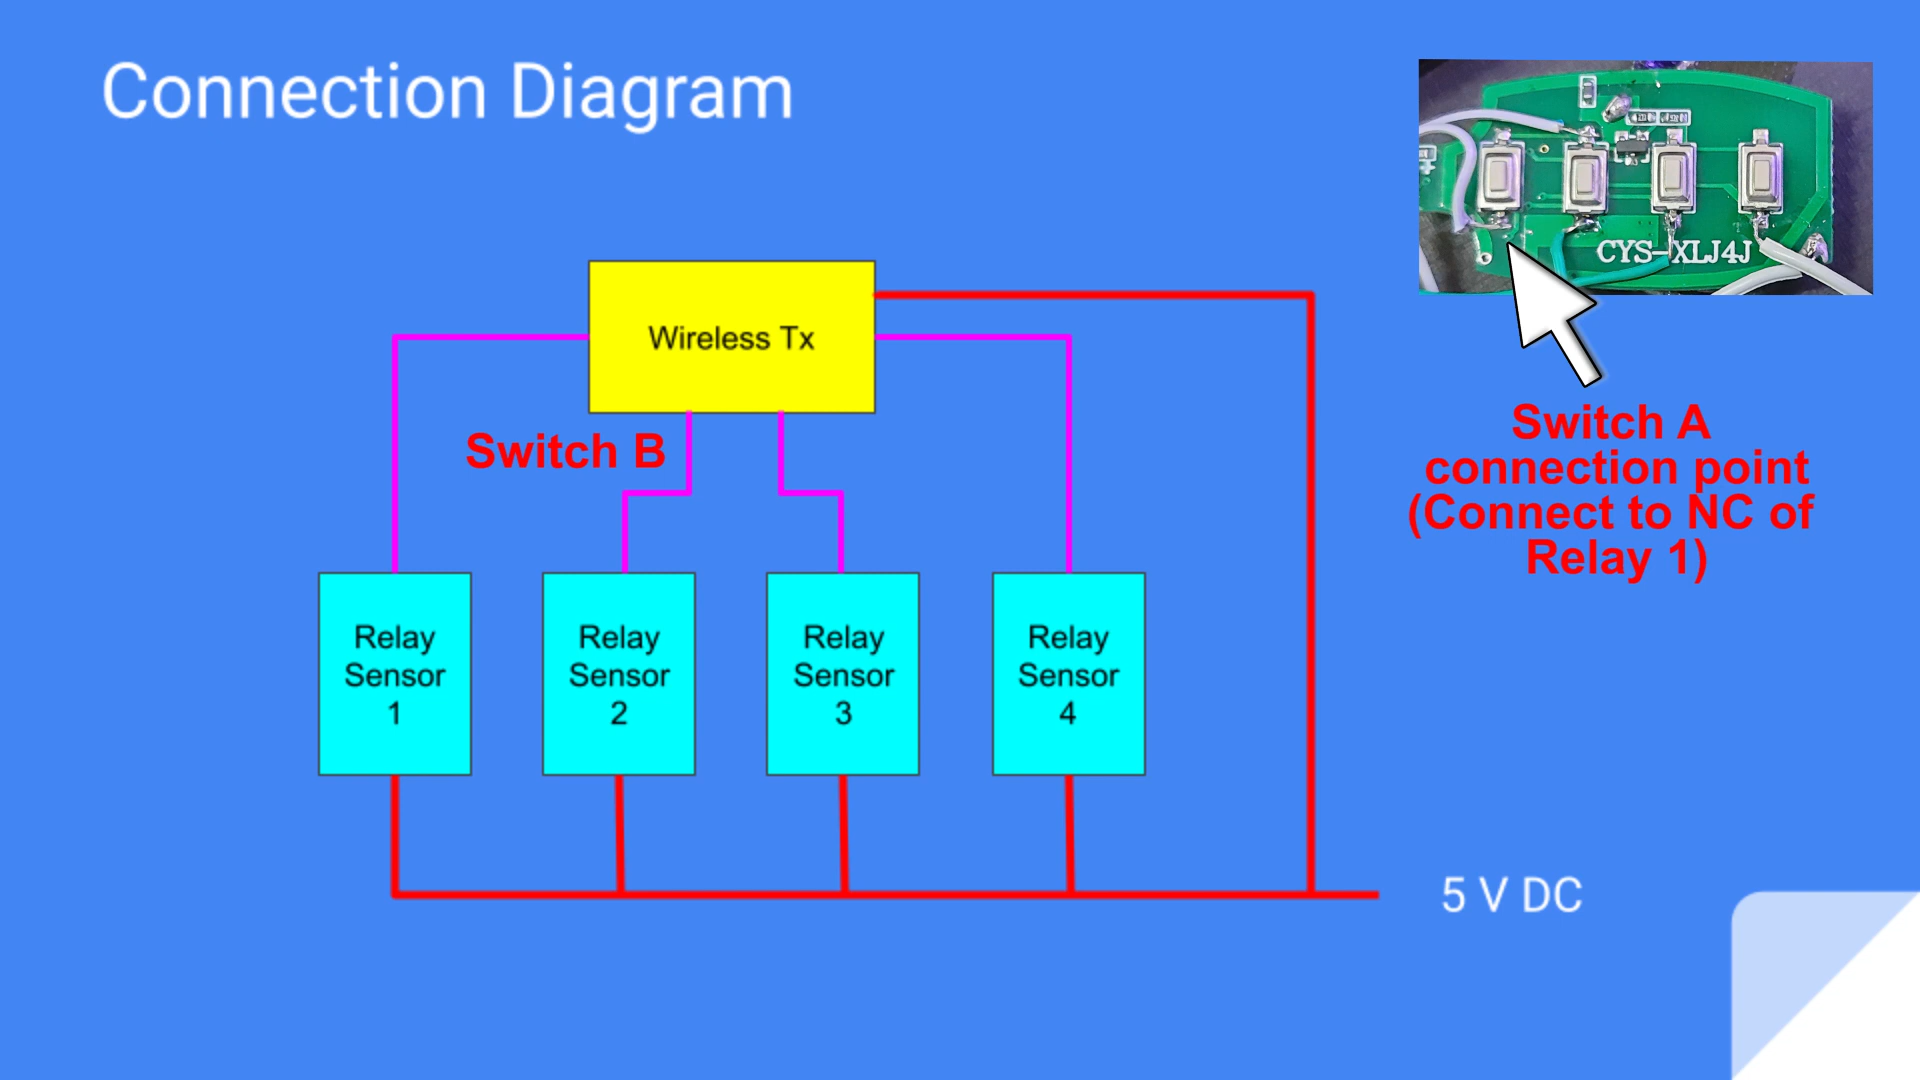 Connection Diagram
CYS-XLJ4J
Wireless Tx
Switch A
connection point
(Connect to NC of
Relay 1)
Switch B
Relay
Sensor
1
Relay
Sensor
2
Relay
Sensor
3
Relay
Sensor
4
5 V DC